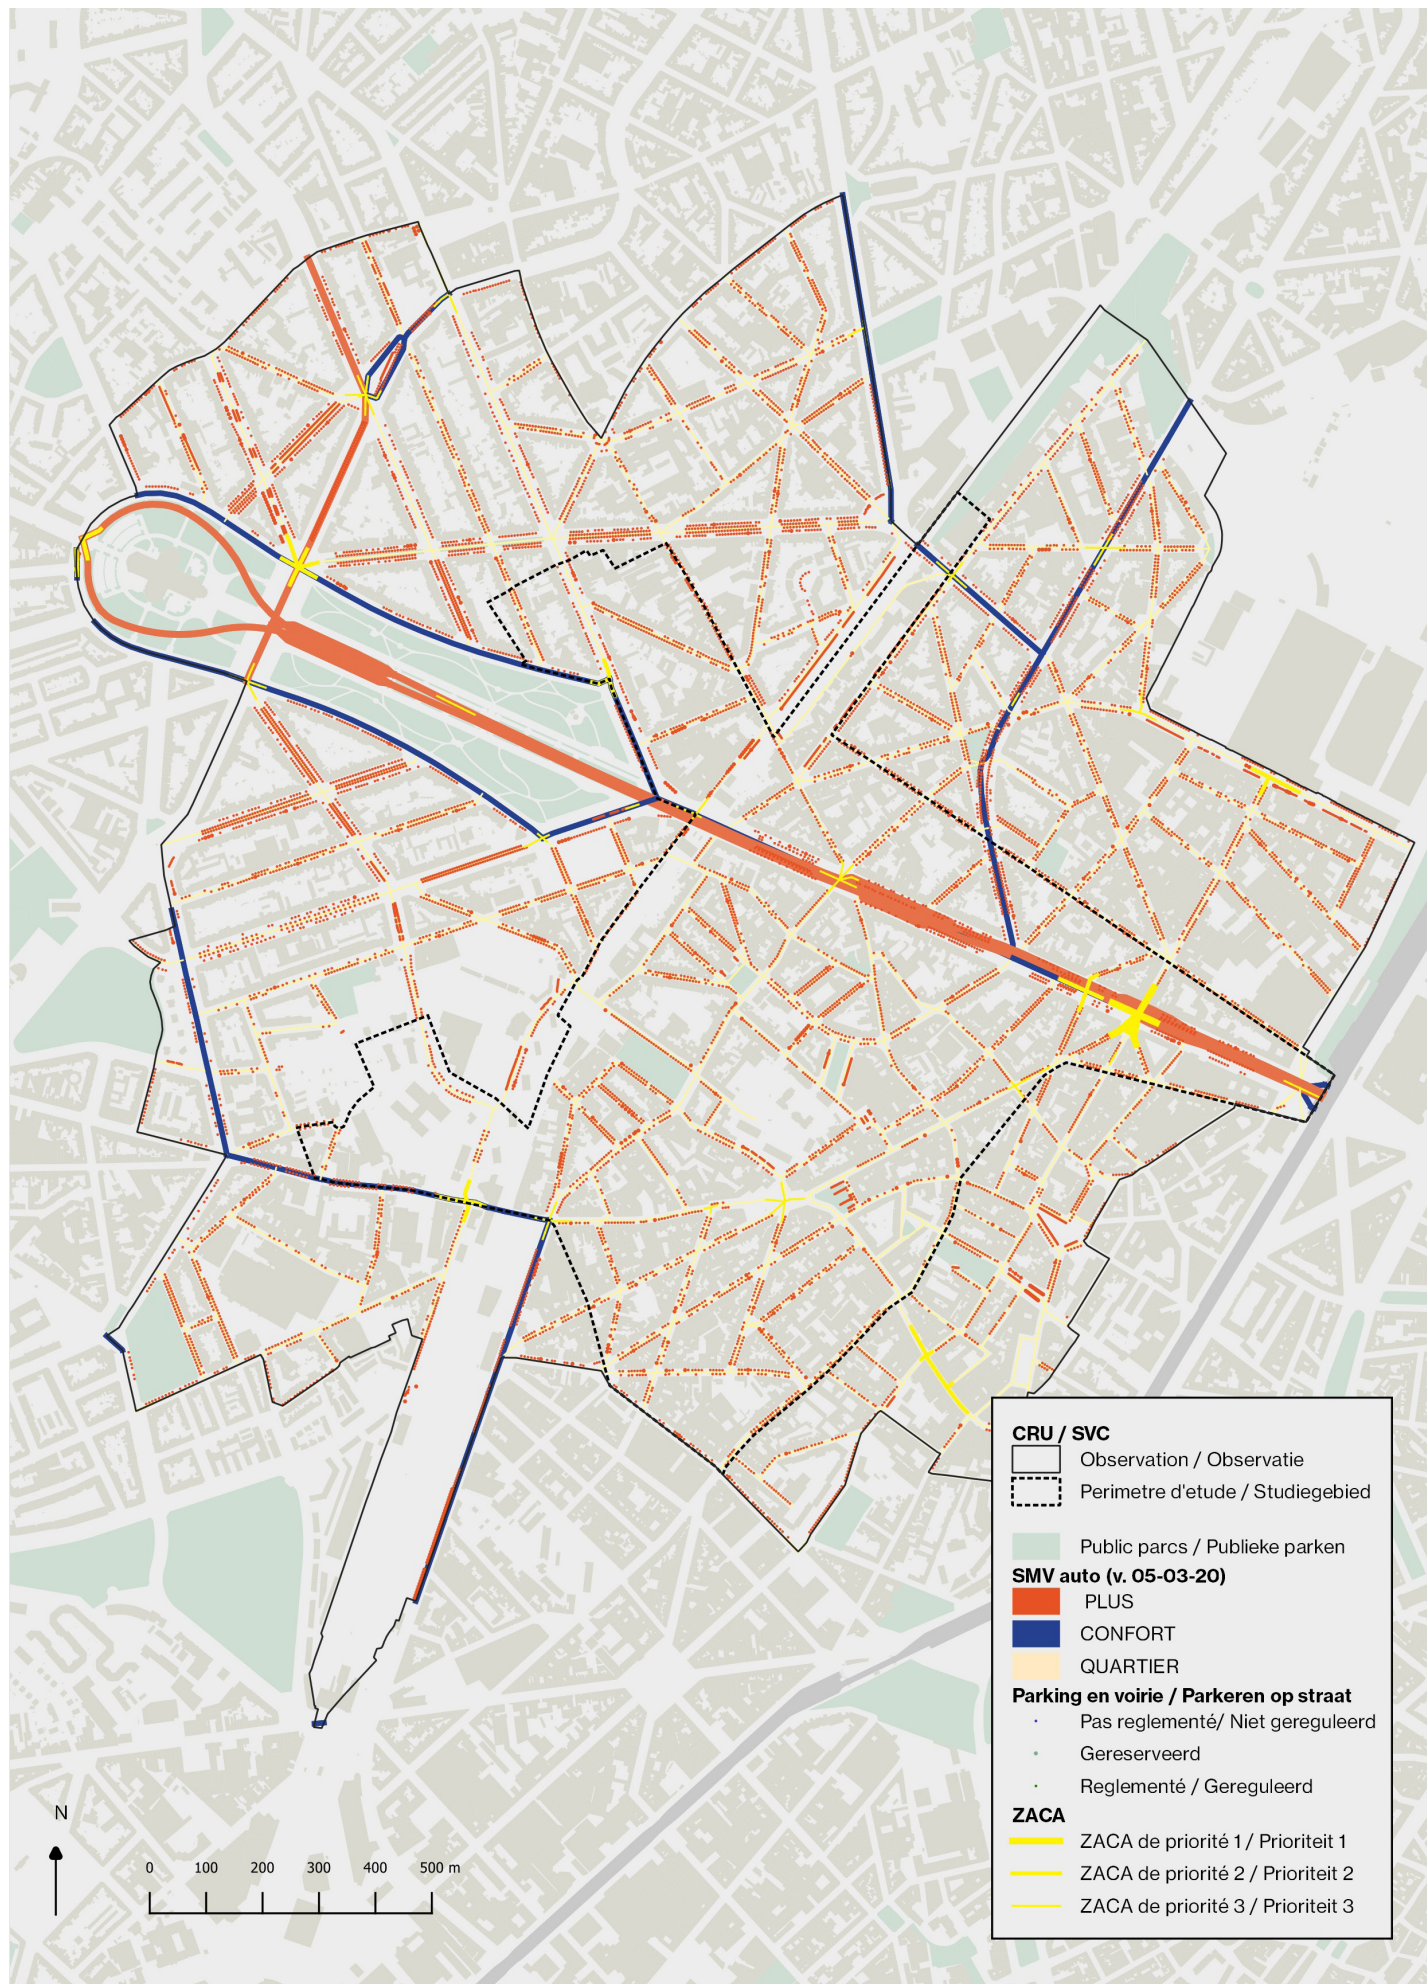 CRU / SVC
Observation / Observatie
Perimetre d'etude / Studiegebied
Public parcs / Publieke parken
SMV auto (v. 05-03-20)
PLUS
CONFORT
QUARTIER
Parking en voirie / Parkeren op straat
Pas reglementé/ Niet gereguleerd
Gereserveerd
Reglementé / Gereguleerd
ZACA
ZACA de priorité 1 / Prioriteit 1
ZACA de priorité 2 / Prioriteit 2
ZACA de priorité 3 / Prioriteit 3
N
0 100 200 300 400 500 m